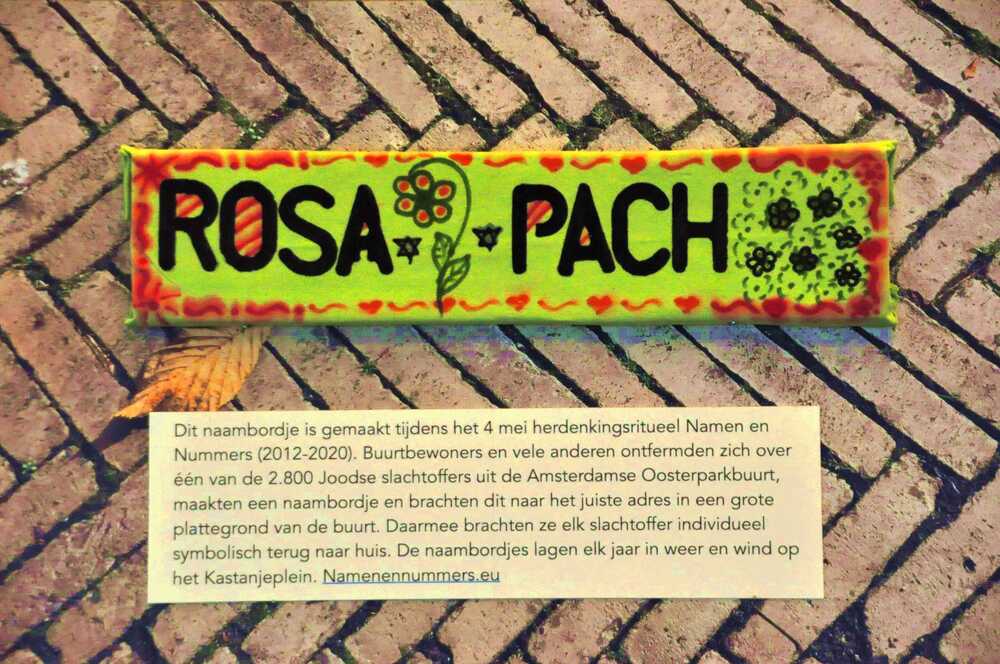 ROSA PACH
Dit naambordje is gemaakt tijdens het 4 mei herdenkingsritueel Namen en
Nummers (2012-2020). Buurtbewoners en vele anderen ontfermden zich over
één van de 2.800 Joodse slachtoffers uit de Amsterdamse Oosterparkbuurt,
maakten een naambordje en brachten dit naar het juiste adres in een grote
plattegrond van de buurt. Daarmee brachten ze elk slachtoffer individueel
symbolisch terug naar huis. De naambordjes lagen elk jaar in weer en wind op
het Kastanjeplein. Namenennummers.eu